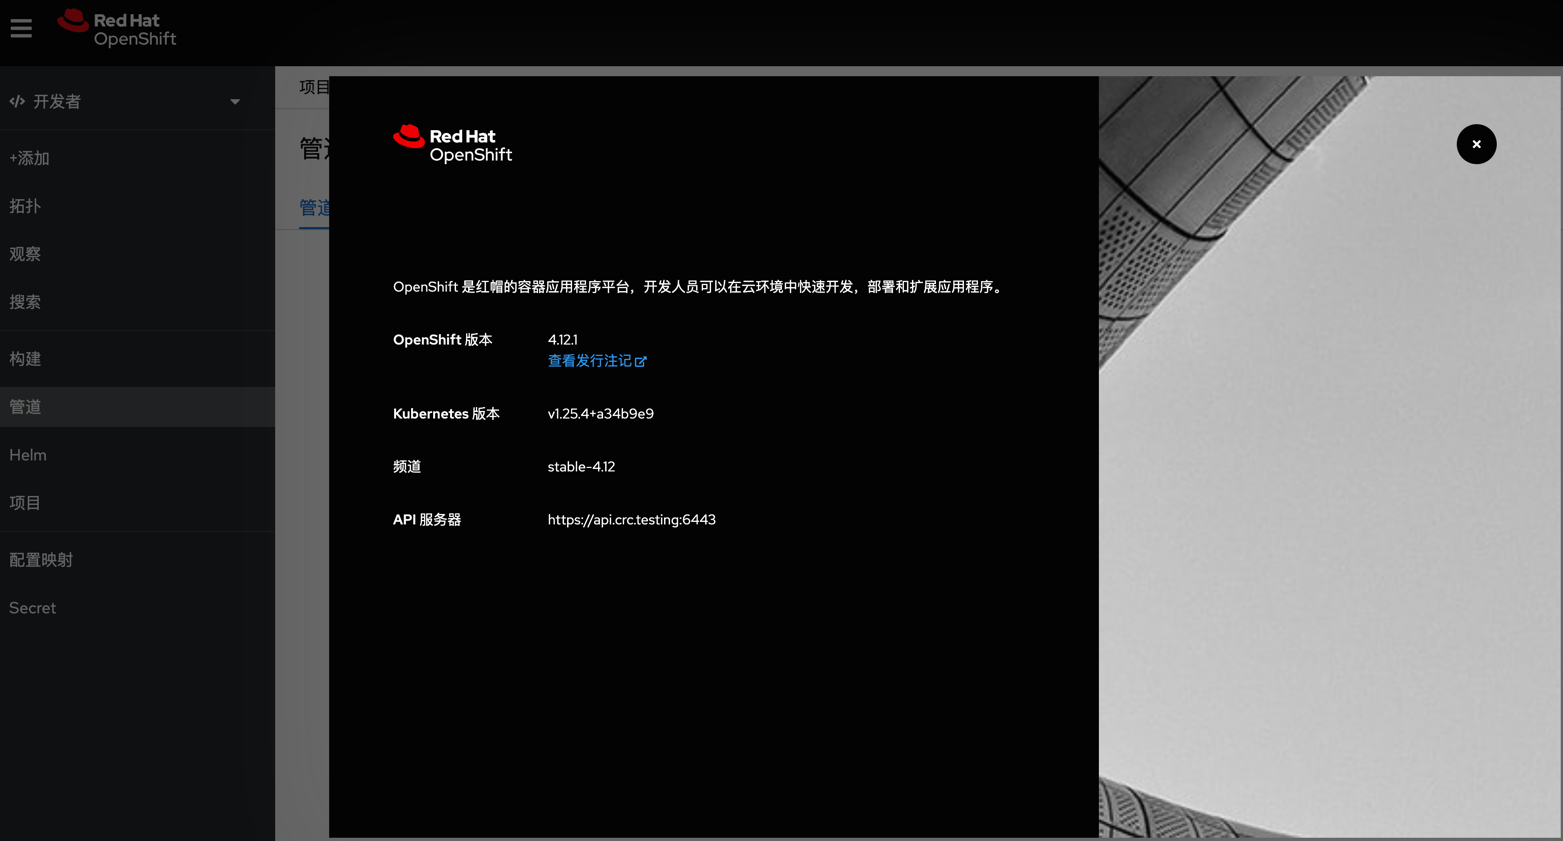 Red Hat
OpenShift
开发者
+添加
拓扑
观察
搜索
构建
管道
Helm
项目
配置映射
Secret
项目
管道
Red Hat
OpenShift
OpenShift 是红帽的容器应用程序平台，开发人员可以在云环境中快速开发，部署和扩展应用程序。
OpenShift 版本 4.12.1
查看发行注记
Kubernetes 版本 v1.25.4+a34b9e9
频道 stable-4.12
API 服务器 https://api.crc.testing:6443